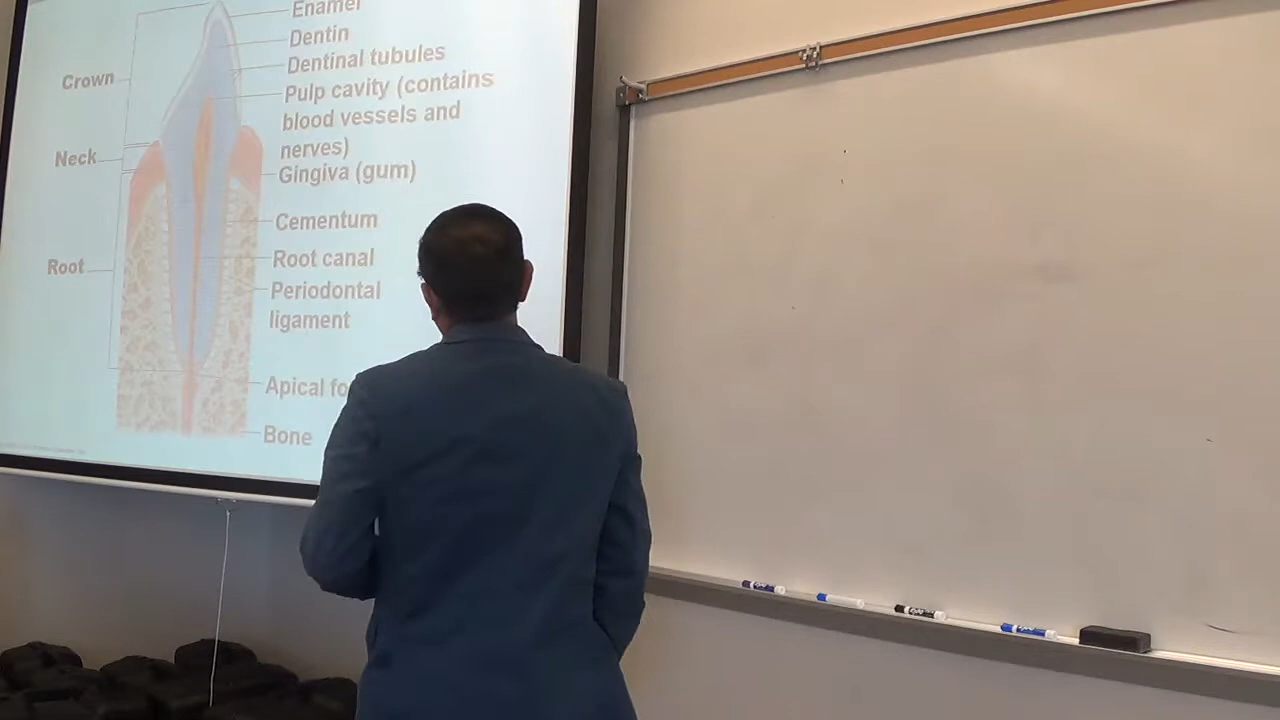 Enamel
Dentin
Dentinal tubules
Crown
Pulp cavity (contains
blood vessels and
nerves)
Neck
Gingiva (gum)
Cementum
Root canal
Root
Periodontal
ligament
Apical fo
Bone